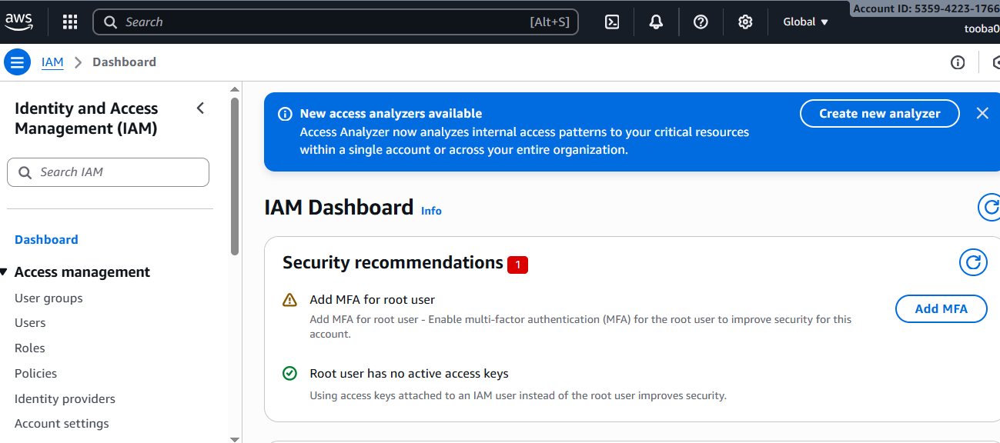 aws
Search
[Alt+S]
Global
Account ID: 5359-4223-1766
tooba0
IAM
Dashboard
Identity and Access
Management (IAM)
Search IAM
Dashboard
Access management
User groups
Users
Roles
Policies
Identity providers
Account settings
New access analyzers available
Access Analyzer now analyzes internal access patterns to your critical resources
within a single account or across your entire organization.
Create new analyzer
IAM Dashboard Info
Security recommendations 1
Add MFA for root user
Add MFA for root user - Enable multi-factor authentication (MFA) for the root user to improve security for this
account.
Add MFA
Root user has no active access keys
Using access keys attached to an IAM user instead of the root user improves security.